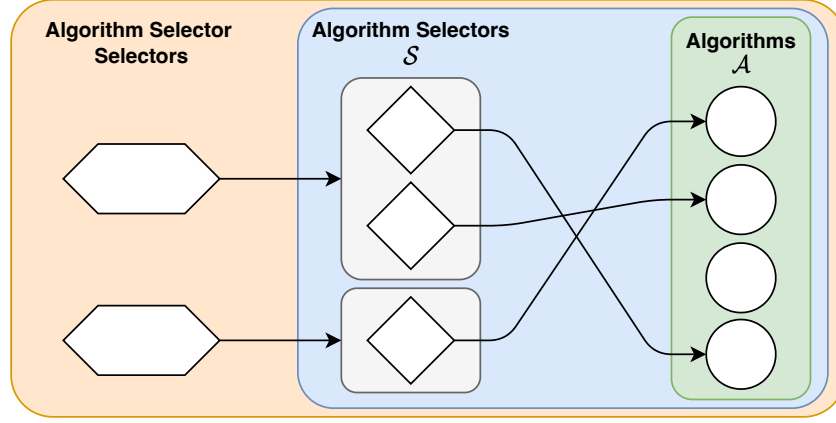 Algorithm Selector
Selectors
Algorithm Selectors
𝒮
Algorithms
𝒜